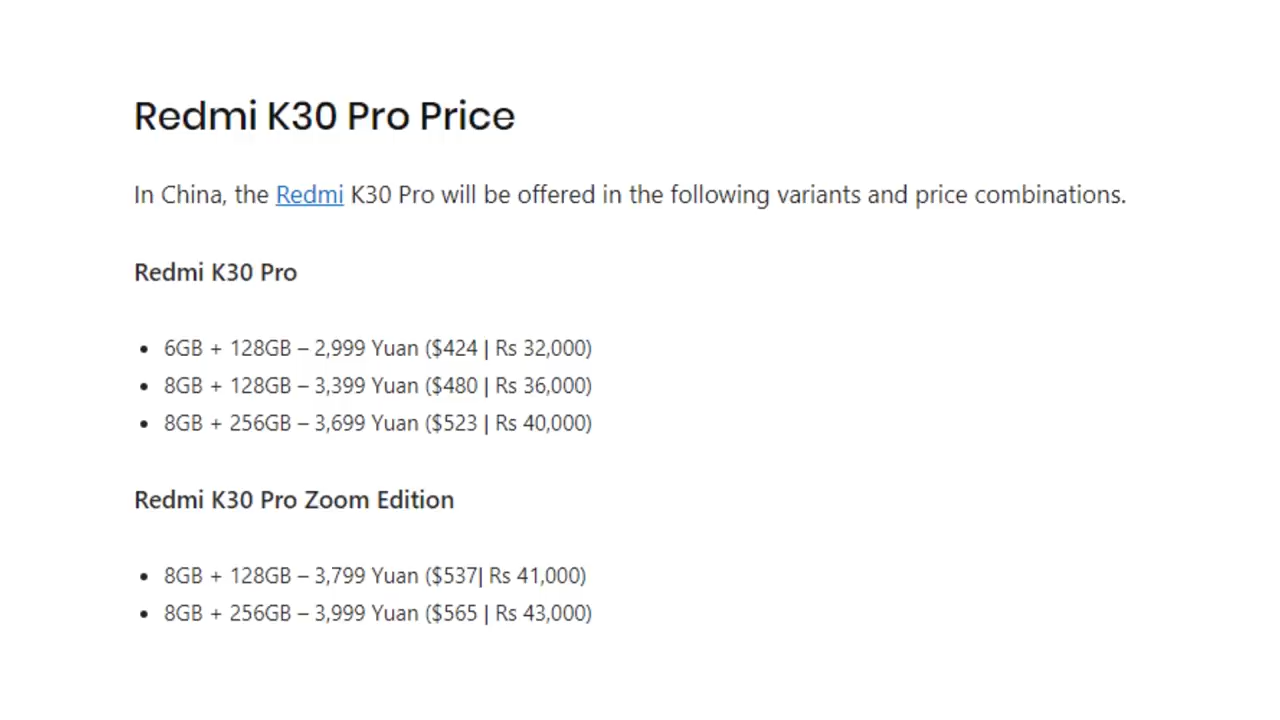 Redmi K30 Pro Price
In China, the Redmi K30 Pro will be offered in the following variants and price combinations.
Redmi K30 Pro
• 6GB + 128GB – 2,999 Yuan ($424 | Rs 32,000)
• 8GB + 128GB – 3,399 Yuan ($480 | Rs 36,000)
• 8GB + 256GB – 3,699 Yuan ($523 | Rs 40,000)
Redmi K30 Pro Zoom Edition
• 8GB + 128GB – 3,799 Yuan ($537| Rs 41,000)
• 8GB + 256GB – 3,999 Yuan ($565 | Rs 43,000)